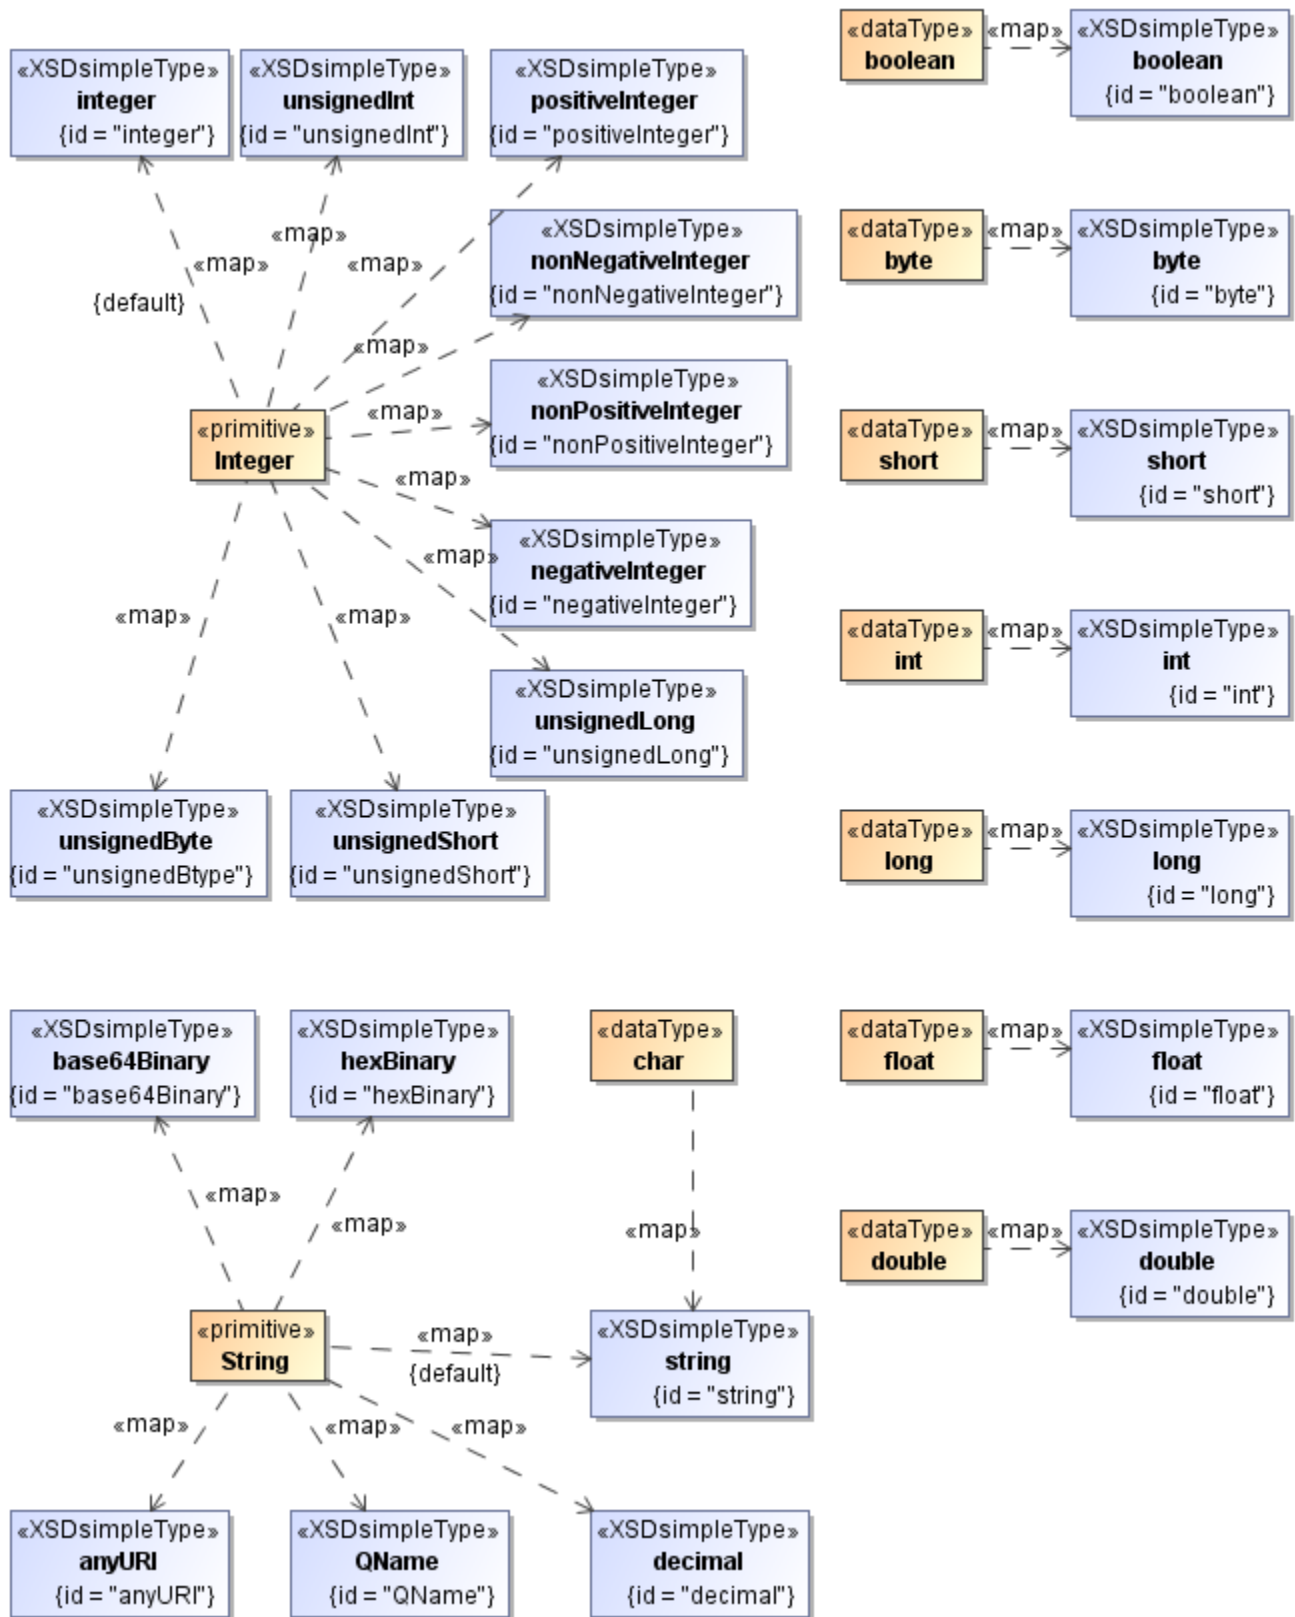 «XSDsimpleType»
integer
{id = "integer"}
«XSDsimpleType»
unsignedInt
{id = "unsignedInt"}
«XSDsimpleType»
positiveInteger
{id = "positiveInteger"}
«dataType»
boolean
«map»
«XSDsimpleType»
boolean
{id = "boolean"}
«map»
«map»
«map»
{default}
«XSDsimpleType»
nonNegativeInteger
{id = "nonNegativeInteger"}
«dataType»
byte
«map»
«XSDsimpleType»
byte
{id = "byte"}
«map»
«XSDsimpleType»
nonPositiveInteger
{id = "nonPositiveInteger"}
«primitive»
Integer
«map»
«map»
«dataType»
short
«map»
«XSDsimpleType»
short
{id = "short"}
«XSDsimpleType»
negativeInteger
{id = "negativeInteger"}
«map»
«map»
«map»
«dataType»
int
«map»
«XSDsimpleType»
int
{id = "int"}
«XSDsimpleType»
unsignedLong
{id = "unsignedLong"}
«XSDsimpleType»
unsignedByte
{id = "unsignedBtype"}
«XSDsimpleType»
unsignedShort
{id = "unsignedShort"}
«dataType»
long
«map»
«XSDsimpleType»
long
{id = "long"}
«XSDsimpleType»
base64Binary
{id = "base64Binary"}
«XSDsimpleType»
hexBinary
{id = "hexBinary"}
«dataType»
char
«dataType»
float
«map»
«XSDsimpleType»
float
{id = "float"}
«map»
«map»
«map»
«dataType»
double
«map»
«XSDsimpleType»
double
{id = "double"}
«primitive»
String
«map»
{default}
«XSDsimpleType»
string
{id = "string"}
«map»
«map»
«map»
«XSDsimpleType»
anyURI
{id = "anyURI"}
«XSDsimpleType»
QName
{id = "QName"}
«XSDsimpleType»
decimal
{id = "decimal"}